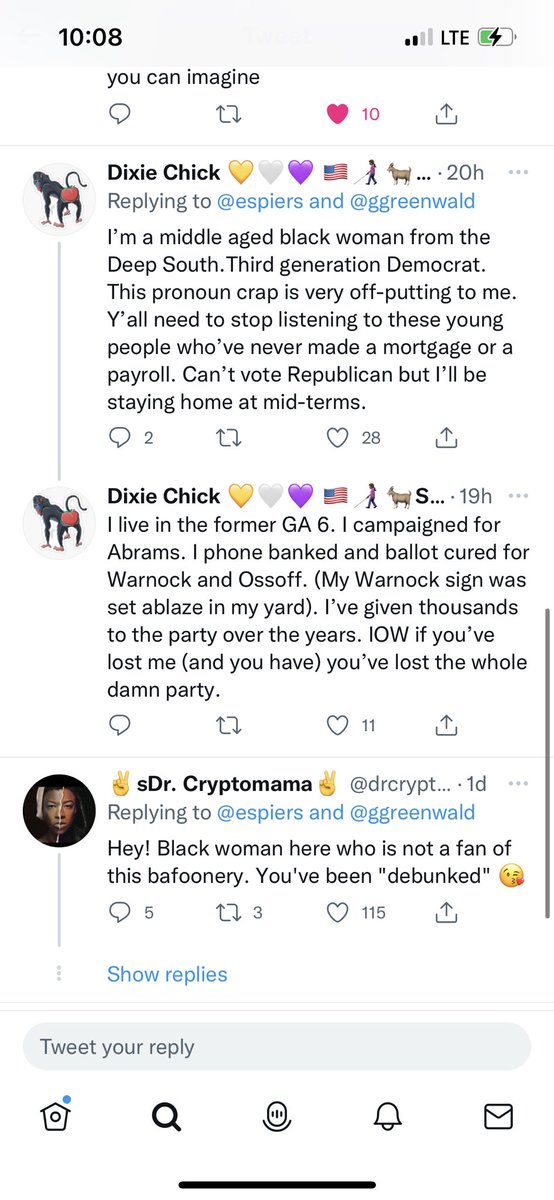 10:08
LTE
Tweet
you can imagine
10
Dixie Chick 💛🤍💜 🇺🇸 👩‍🦯 🐐... · 20h
Replying to @espiers and @ggreenwald
I’m a middle aged black woman from the
Deep South.Third generation Democrat.
This pronoun crap is very off-putting to me.
Y’all need to stop listening to these young
people who’ve never made a mortgage or a
payroll. Can’t vote Republican but I’ll be
staying home at mid-terms.
2 28
Dixie Chick 💛🤍💜 🇺🇸 👩‍🦯 🐐S... · 19h
I live in the former GA 6. I campaigned for
Abrams. I phone banked and ballot cured for
Warnock and Ossoff. (My Warnock sign was
set ablaze in my yard). I’ve given thousands
to the party over the years. IOW if you’ve
lost me (and you have) you’ve lost the whole
damn party.
11
✌️sDr. Cryptomama✌️ @drcrypt... · 1d
Replying to @espiers and @ggreenwald
Hey! Black woman here who is not a fan of
this bafoonery. You've been "debunked" 😘
5 3 115
Show replies
Tweet your reply